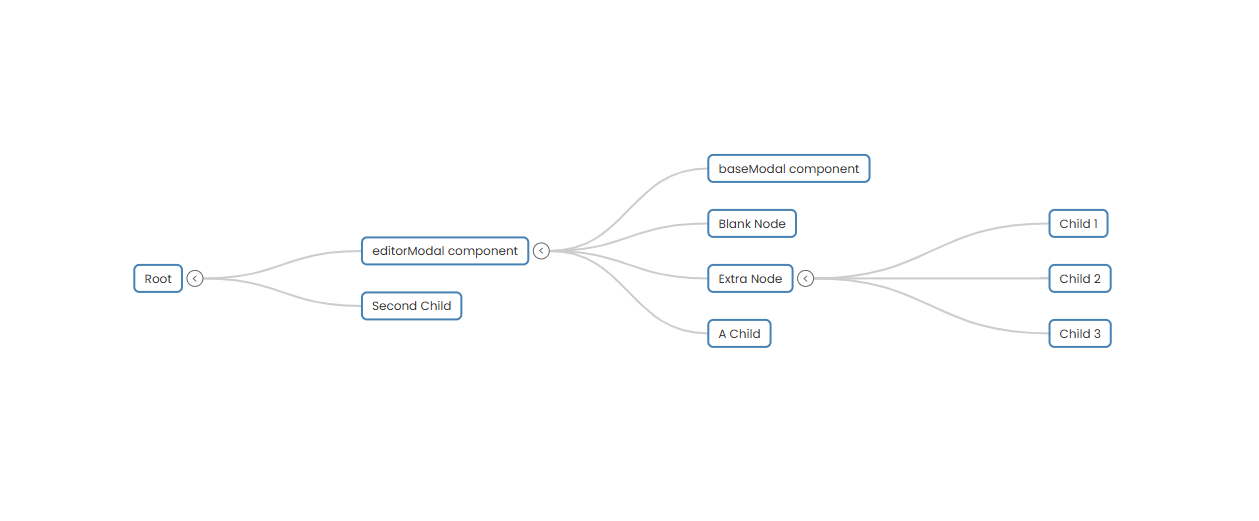 Root
<
editorModal component
<
Second Child
baseModal component
Blank Node
Extra Node
<
A Child
Child 1
Child 2
Child 3